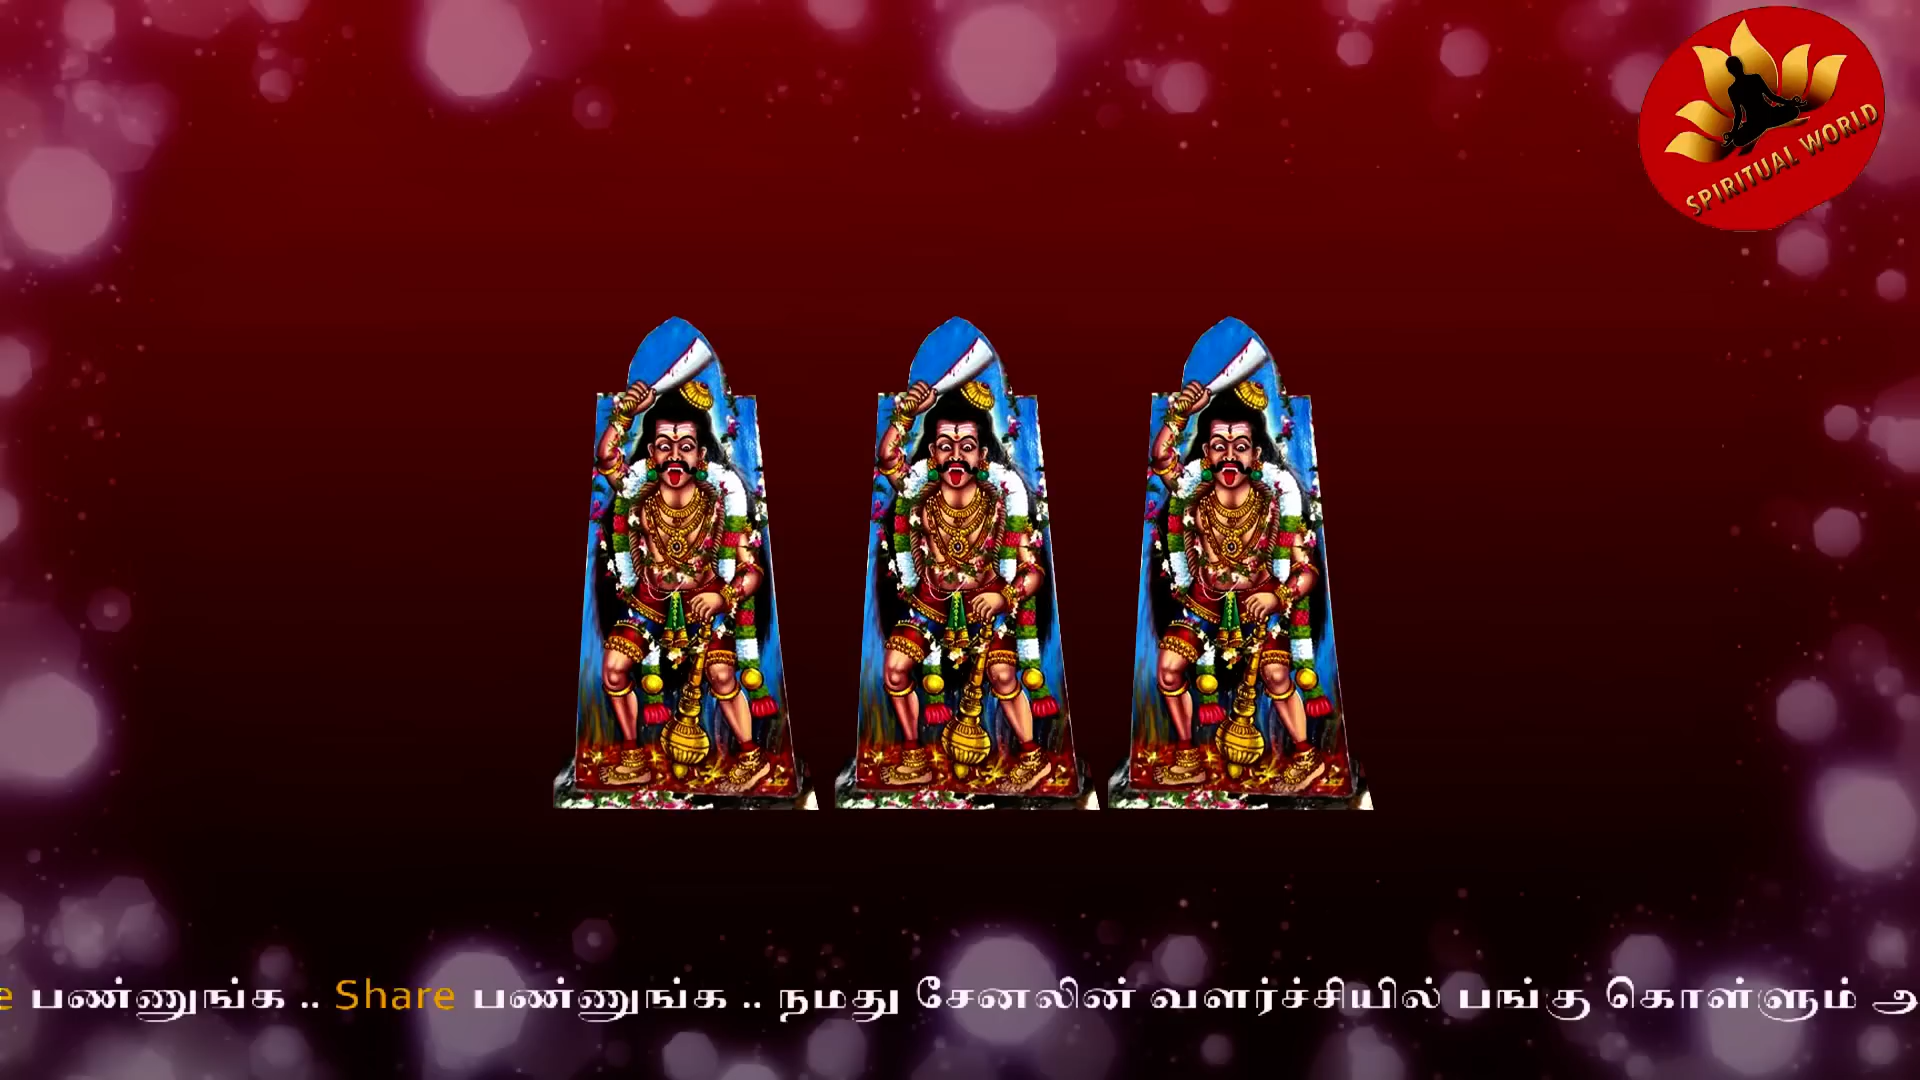 SPIRITUAL WORLD
பண்ணுங்க .. Share பண்ணுங்க .. நமது சேனலின் வளர்ச்சியில் பங்கு கொள்ளும்